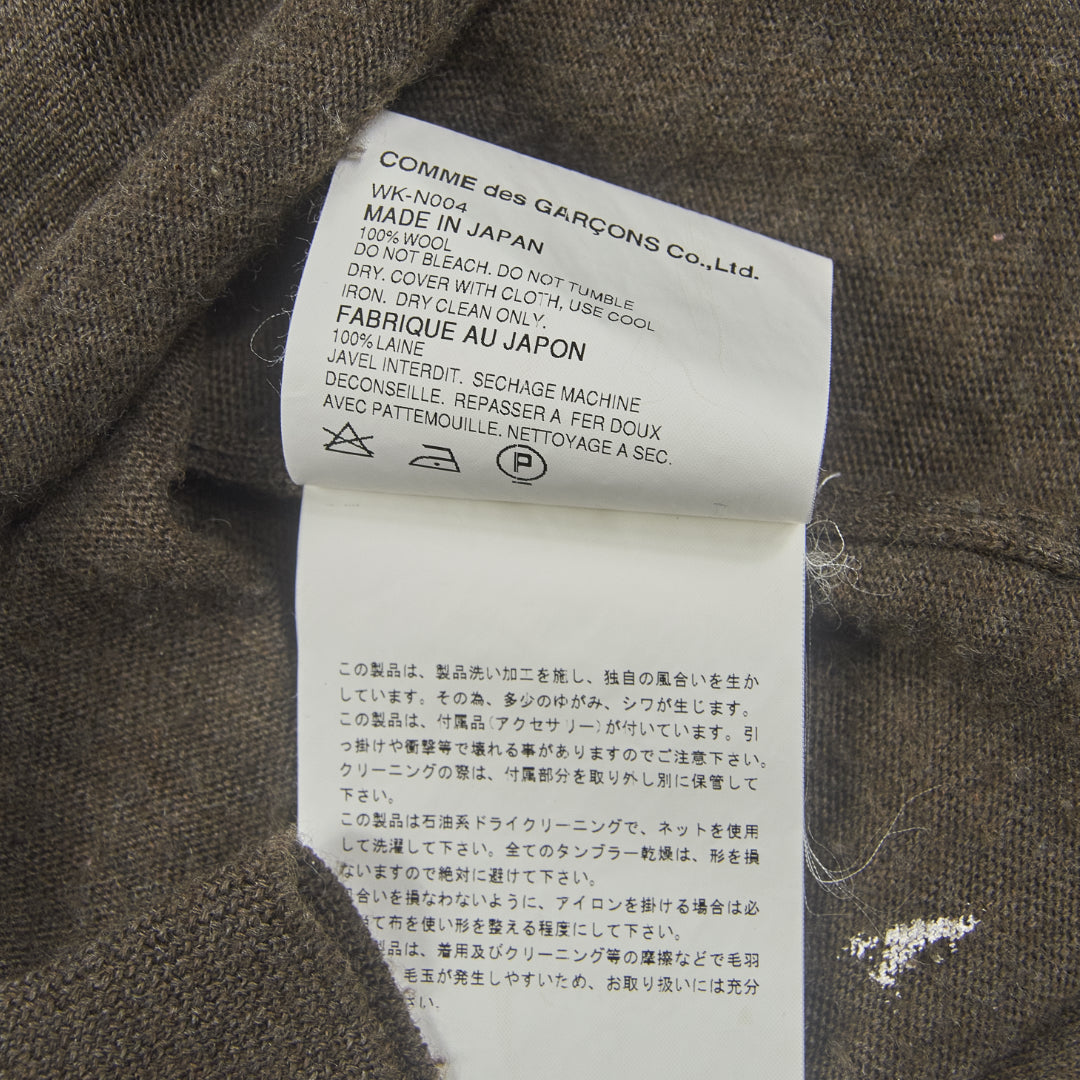 COMME des GARÇONS Co.,Ltd.
WK-N004
MADE IN JAPAN
100% WOOL
DO NOT BLEACH. DO NOT TUMBLE
DRY. COVER WITH CLOTH, USE COOL
IRON. DRY CLEAN ONLY.
FABRIQUE AU JAPON
100% LAINE
JAVEL INTERDIT. SECHAGE MACHINE
DECONSEILLE. REPASSER A FER DOUX
AVEC PATTEMOUILLE. NETTOYAGE A SEC.
P
この製品は、製品洗い加工を施し、独自の風合いを生か
しています。その為、多少のゆがみ、シワが生じます。
この製品は、付属品(アクセサリー)が付いています。引
っ掛けや衝撃等で壊れる事がありますのでご注意下さい。
クリーニングの際は、付属部分を取り外し別に保管して
下さい。
この製品は石油系ドライクリーニングで、ネットを使用
して洗濯して下さい。全てのタンブラー乾燥は、形を損
ないますので絶対に避けて下さい。
風合いを損なわないように、アイロンを掛ける場合は必
当て布を使い形を整える程度にして下さい。
製品は、着用及びクリーニング等の摩擦などで毛羽
毛玉が発生しやすいため、お取り扱いには充分
さい。